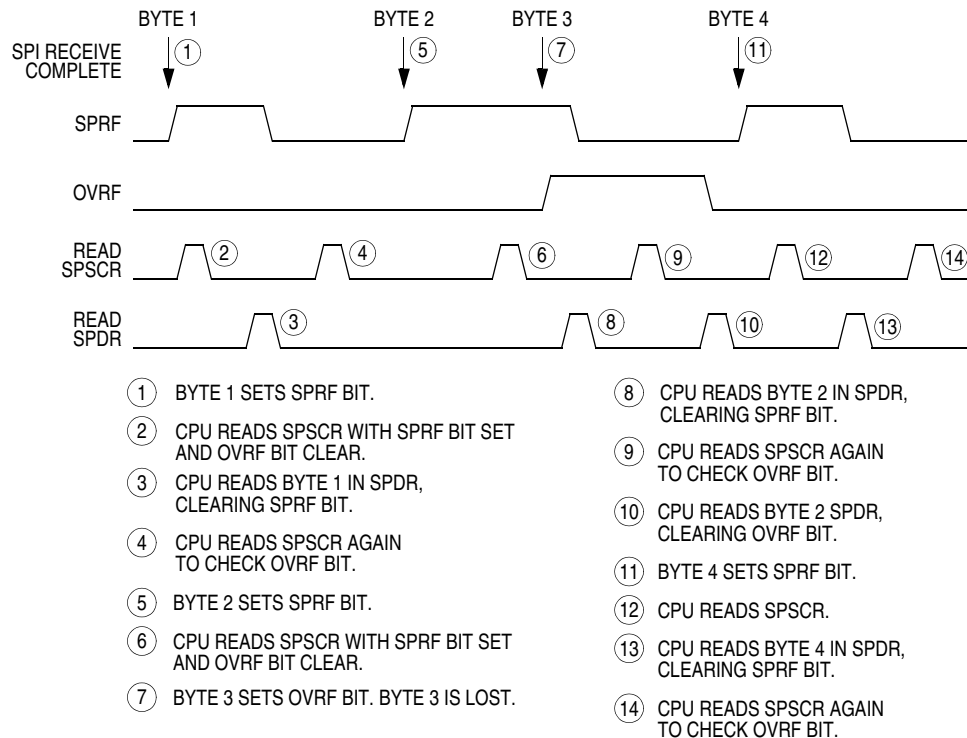 BYTE 1 BYTE 2 BYTE 3 BYTE 4
SPI RECEIVE
COMPLETE
1 5 7 11
SPRF
OVRF
READ
SPSCR
2 4 6 9 12 14
READ
SPDR
3 8 10 13
1 BYTE 1 SETS SPRF BIT.
2 CPU READS SPSCR WITH SPRF BIT SET
AND OVRF BIT CLEAR.
3 CPU READS BYTE 1 IN SPDR,
CLEARING SPRF BIT.
4 CPU READS SPSCR AGAIN
TO CHECK OVRF BIT.
5 BYTE 2 SETS SPRF BIT.
6 CPU READS SPSCR WITH SPRF BIT SET
AND OVRF BIT CLEAR.
7 BYTE 3 SETS OVRF BIT. BYTE 3 IS LOST.
8 CPU READS BYTE 2 IN SPDR,
CLEARING SPRF BIT.
9 CPU READS SPSCR AGAIN
TO CHECK OVRF BIT.
10 CPU READS BYTE 2 SPDR,
CLEARING OVRF BIT.
11 BYTE 4 SETS SPRF BIT.
12 CPU READS SPSCR.
13 CPU READS BYTE 4 IN SPDR,
CLEARING SPRF BIT.
14 CPU READS SPSCR AGAIN
TO CHECK OVRF BIT.